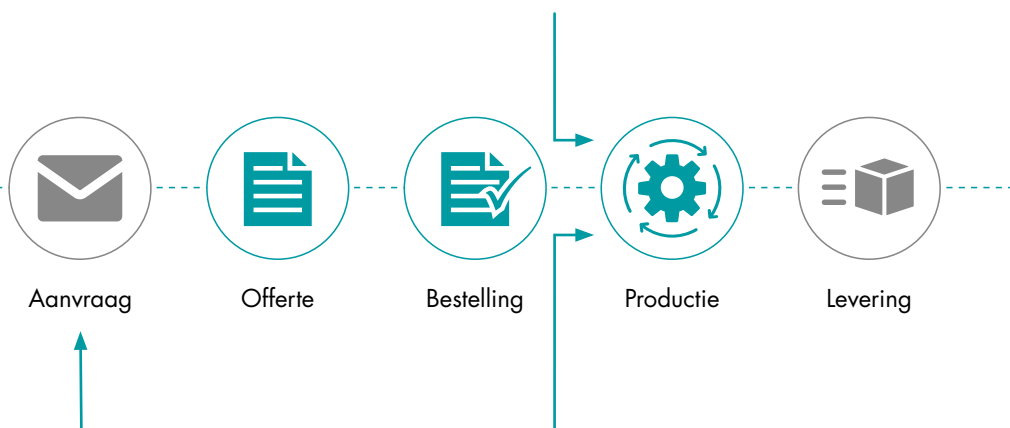 Aanvraag
Offerte
Bestelling
Productie
Levering